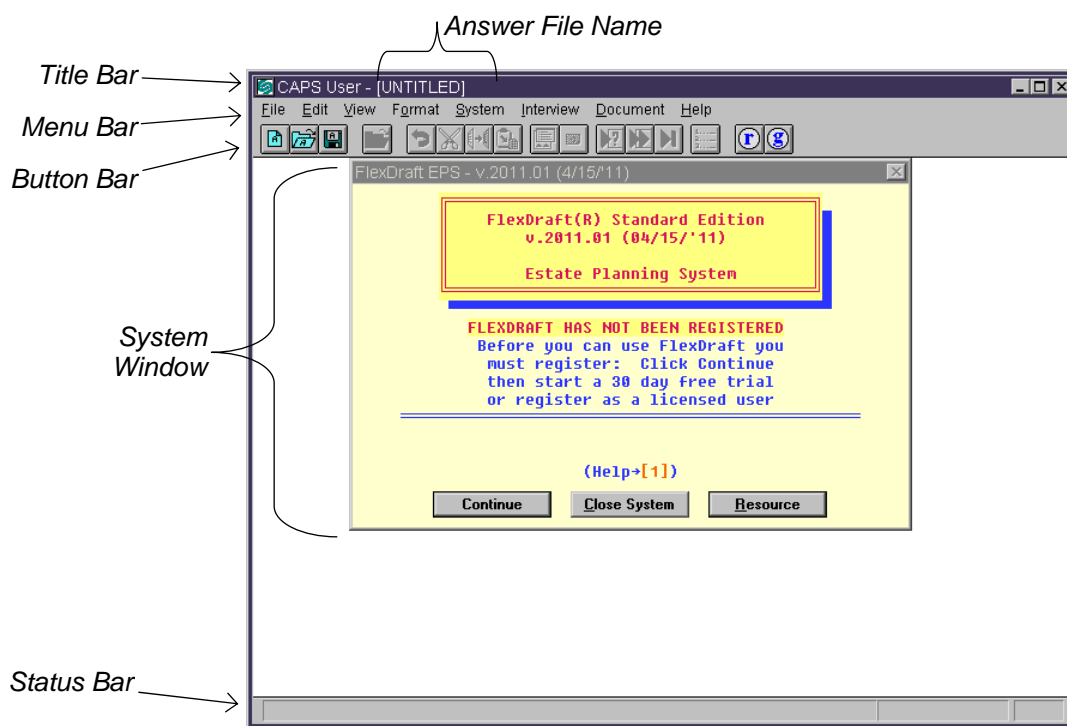 Answer File Name
Title Bar
CAPS User - [UNTITLED]
Menu Bar
File Edit View Format System Interview Document Help
Button Bar
A A A ? r g
FlexDraft EPS - v.2011.01 (4/15/'11)
FlexDraft(R) Standard Edition
v.2011.01 (04/15/'11)
Estate Planning System
System
Window
FLEXDRAFT HAS NOT BEEN REGISTERED
Before you can use FlexDraft you
must register: Click Continue
then start a 30 day free trial
or register as a licensed user
(Help→[1])
Continue Close System Resource
Status Bar